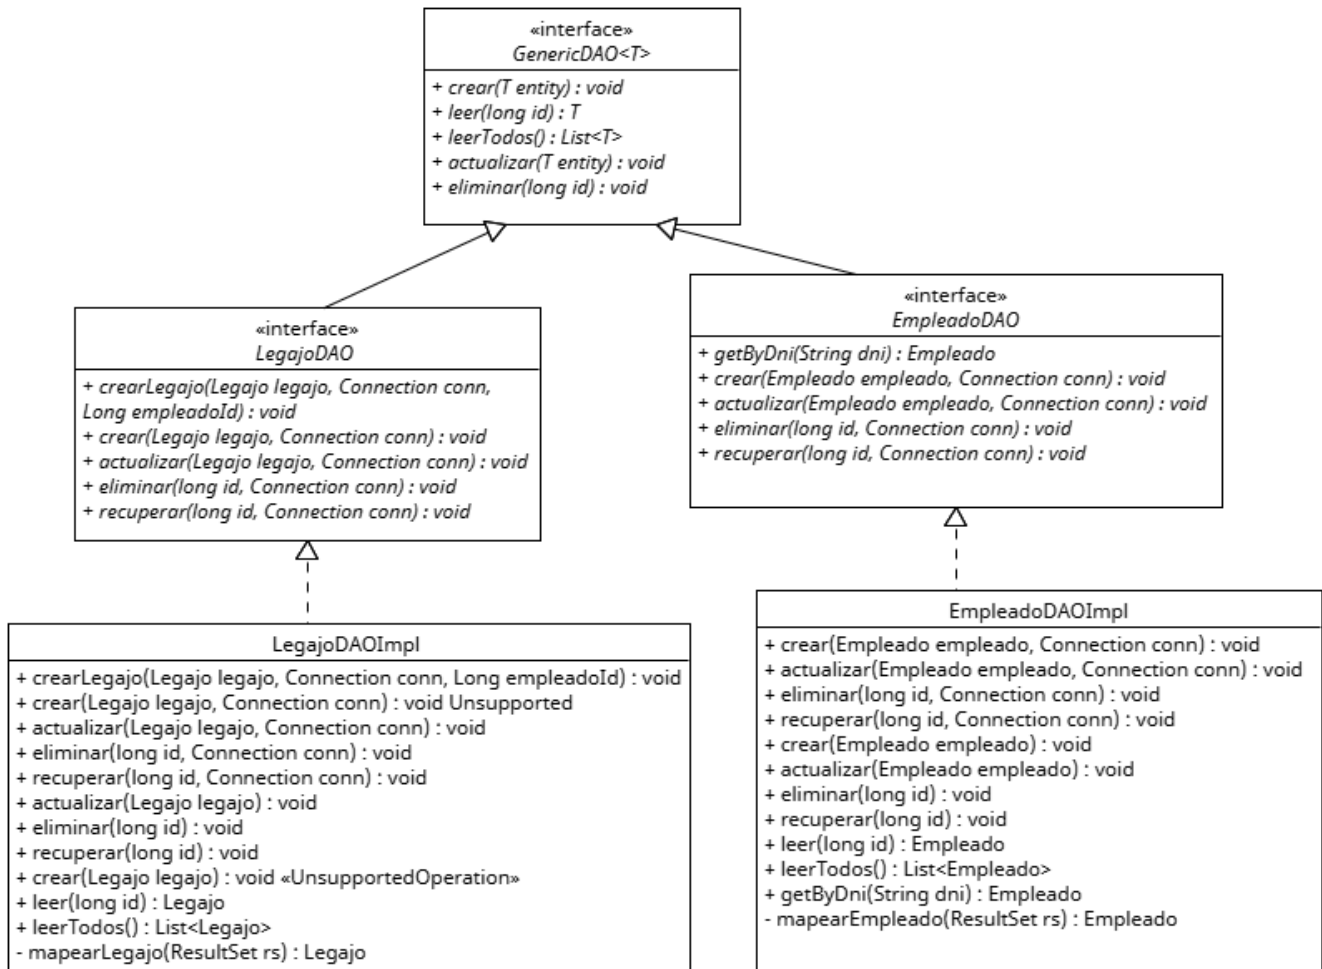 «interface»
GenericDAO<T>
+ crear(T entity) : void
+ leer(long id) : T
+ leerTodos() : List<T>
+ actualizar(T entity) : void
+ eliminar(long id) : void
«interface»
LegajoDAO
+ crearLegajo(Legajo legajo, Connection conn,
Long empleadoId) : void
+ crear(Legajo legajo, Connection conn) : void
+ actualizar(Legajo legajo, Connection conn) : void
+ eliminar(long id, Connection conn) : void
+ recuperar(long id, Connection conn) : void
«interface»
EmpleadoDAO
+ getByDni(String dni) : Empleado
+ crear(Empleado empleado, Connection conn) : void
+ actualizar(Empleado empleado, Connection conn) : void
+ eliminar(long id, Connection conn) : void
+ recuperar(long id, Connection conn) : void
LegajoDAOImpl
+ crearLegajo(Legajo legajo, Connection conn, Long empleadoId) : void
+ crear(Legajo legajo, Connection conn) : void Unsupported
+ actualizar(Legajo legajo, Connection conn) : void
+ eliminar(long id, Connection conn) : void
+ recuperar(long id, Connection conn) : void
+ actualizar(Legajo legajo) : void
+ eliminar(long id) : void
+ recuperar(long id) : void
+ crear(Legajo legajo) : void «UnsupportedOperation»
+ leer(long id) : Legajo
+ leerTodos() : List<Legajo>
- mapearLegajo(ResultSet rs) : Legajo
EmpleadoDAOImpl
+ crear(Empleado empleado, Connection conn) : void
+ actualizar(Empleado empleado, Connection conn) : void
+ eliminar(long id, Connection conn) : void
+ recuperar(long id, Connection conn) : void
+ crear(Empleado empleado) : void
+ actualizar(Empleado empleado) : void
+ eliminar(long id) : void
+ recuperar(long id) : void
+ leer(long id) : Empleado
+ leerTodos() : List<Empleado>
+ getByDni(String dni) : Empleado
- mapearEmpleado(ResultSet rs) : Empleado